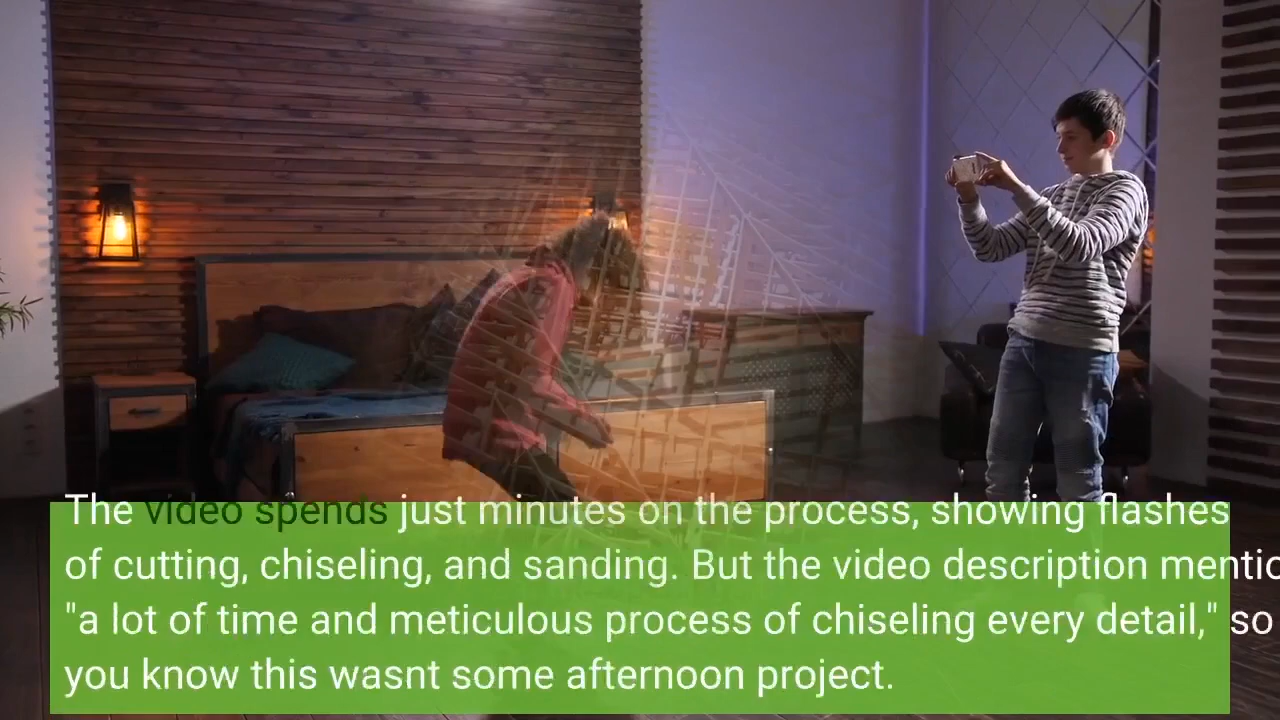 The video spends just minutes on the process, showing flashes
of cutting, chiseling, and sanding. But the video description
"a lot of time and meticulous process of chiseling every detail," so
you know this wasnt some afternoon project.